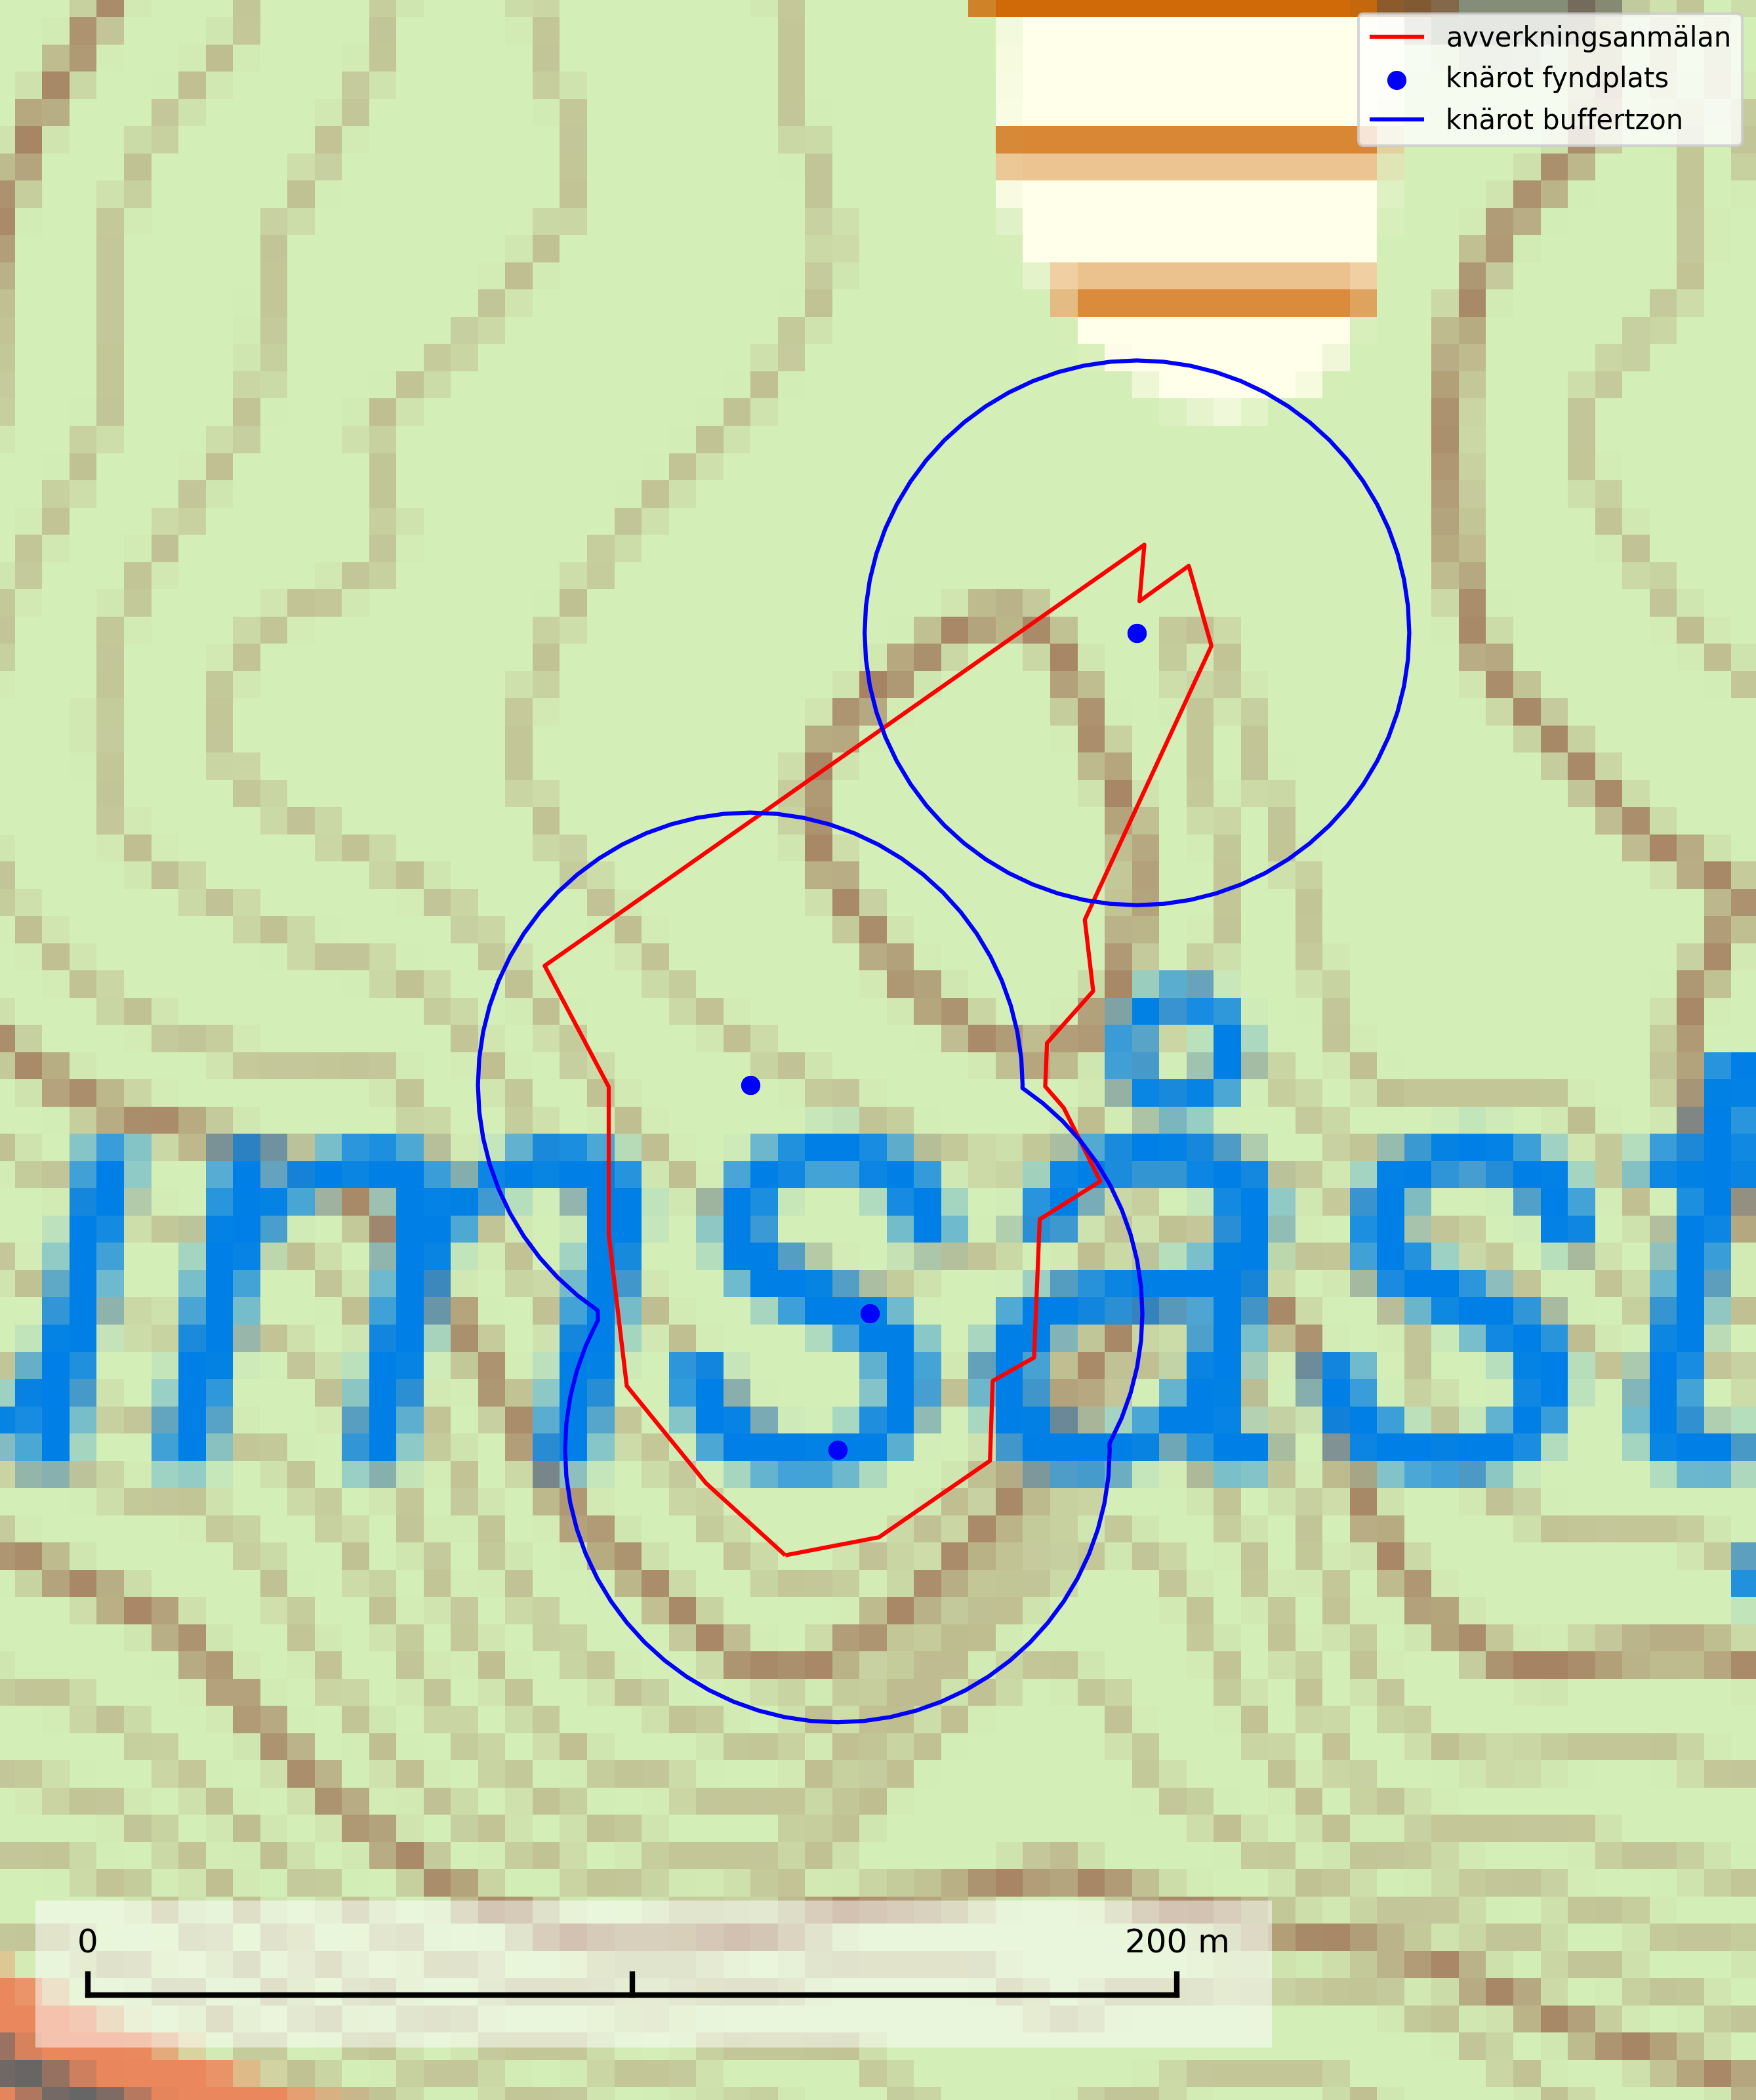 avverkningsanmälan
knärot fyndplats
knärot buffertzon
0 200 m